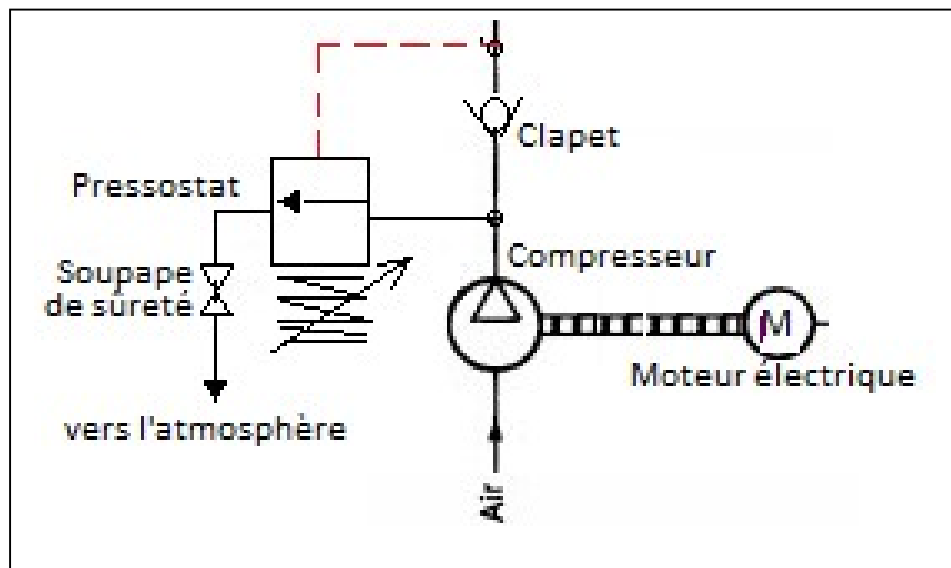 Clapet
Pressostat
Compresseur
Soupape
de sûreté
M
Moteur électrique
vers l'atmosphère
Air